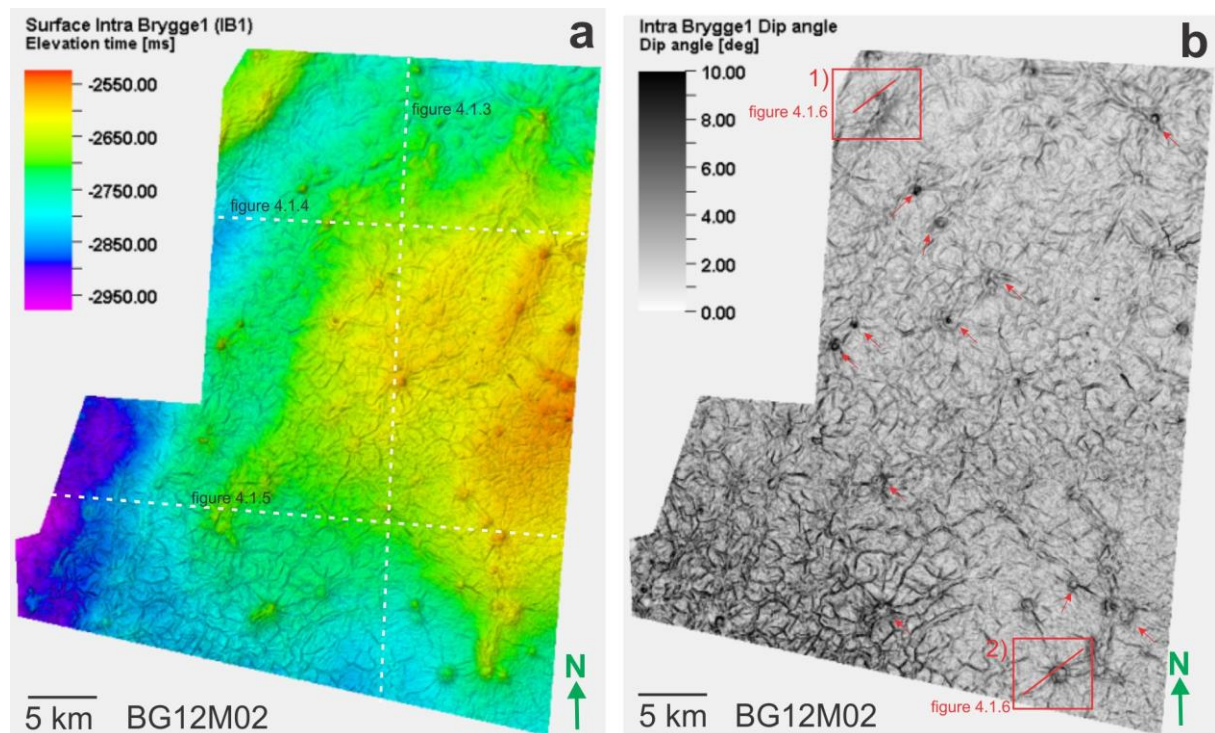 Surface Intra Brygge1 (IB1)
Elevation time [ms]
a
-2550.00
-2650.00
-2750.00
-2850.00
-2950.00
figure 4.1.3
figure 4.1.4
figure 4.1.5
N
5 km BG12M02
Intra Brygge1 Dip angle
Dip angle [deg]
b
10.00
8.00
6.00
4.00
2.00
0.00
1)
figure 4.1.6
2)
figure 4.1.6
N
5 km BG12M02